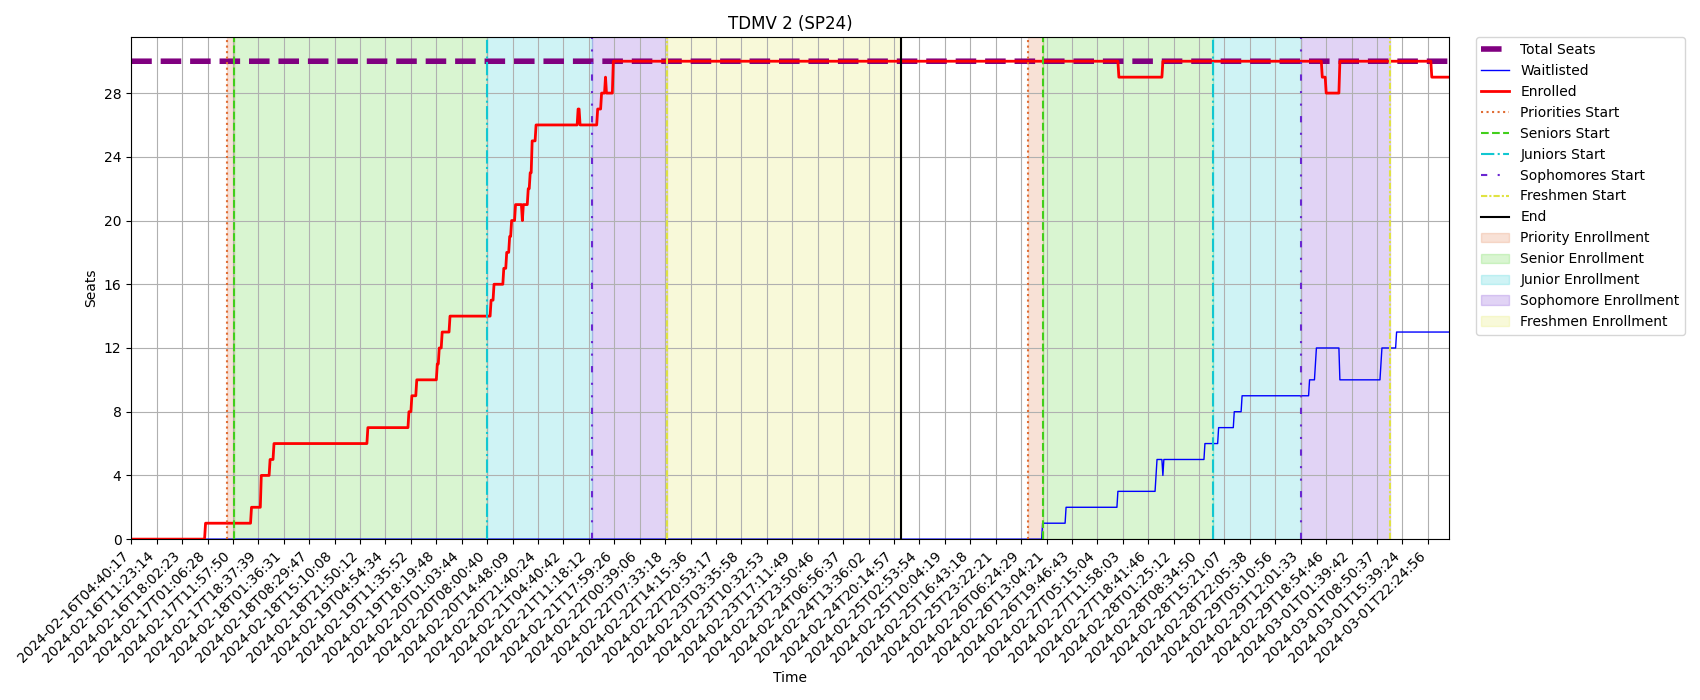 TDMV 2 (SP24)
Total Seats
Waitlisted
Enrolled
Priorities Start
Seniors Start
Juniors Start
Sophomores Start
Freshmen Start
End
Priority Enrollment
Senior Enrollment
Junior Enrollment
Sophomore Enrollment
Freshmen Enrollment
Seats
28
24
20
16
12
8
4
0
2024-02-16T04:40:17
2024-02-16T11:23:14
2024-02-16T18:02:23
2024-02-17T01:06:28
2024-02-17T11:57:50
2024-02-17T18:37:39
2024-02-18T01:36:31
2024-02-18T08:29:47
2024-02-18T15:10:08
2024-02-18T21:50:12
2024-02-19T04:54:34
2024-02-19T11:35:52
2024-02-19T18:19:48
2024-02-20T01:03:44
2024-02-20T08:00:40
2024-02-20T14:48:09
2024-02-20T21:40:24
2024-02-21T04:40:42
2024-02-21T11:18:12
2024-02-21T17:59:26
2024-02-22T00:39:06
2024-02-22T07:33:18
2024-02-22T14:15:36
2024-02-22T20:53:17
2024-02-23T03:35:58
2024-02-23T10:32:53
2024-02-23T17:11:49
2024-02-23T23:50:46
2024-02-24T06:56:37
2024-02-24T13:36:02
2024-02-24T20:14:57
2024-02-25T02:53:54
2024-02-25T10:04:19
2024-02-25T16:43:18
2024-02-25T23:22:21
2024-02-26T06:24:29
2024-02-26T13:04:21
2024-02-26T19:46:43
2024-02-27T05:15:04
2024-02-27T11:58:03
2024-02-27T18:41:46
2024-02-28T01:25:12
2024-02-28T08:34:50
2024-02-28T15:21:07
2024-02-28T22:05:38
2024-02-29T05:10:56
2024-02-29T12:01:33
2024-02-29T18:54:46
2024-03-01T01:39:42
2024-03-01T08:50:37
2024-03-01T15:39:24
2024-03-01T22:24:56
Time